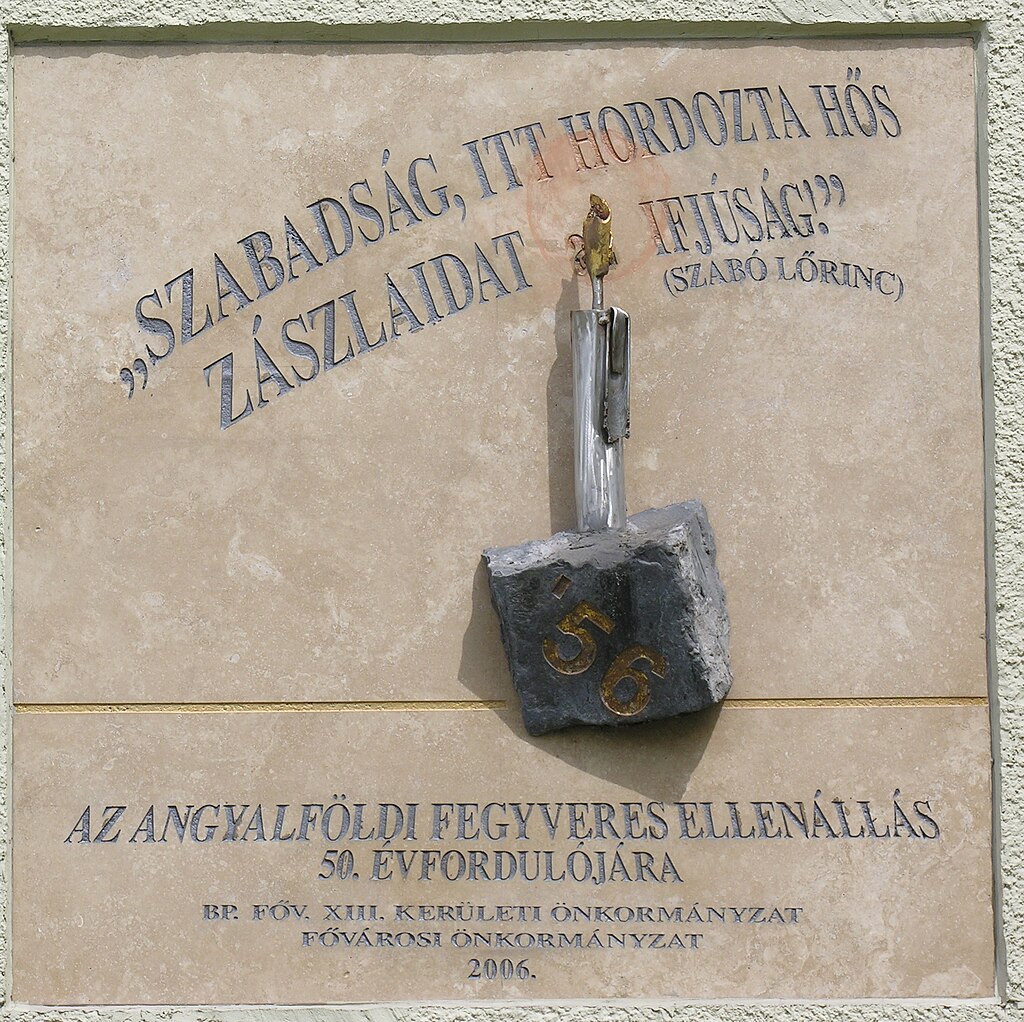 „SZABADSÁG, ITT HORDOZTA HŐS
ZÁSZLAIDAT IFJÚSÁG!”
(SZABÓ LŐRINC)
'56
AZ ANGYALFÖLDI FEGYVERES ELLENÁLLÁS
50. ÉVFORDULÓJÁRA
BP. FŐV. XIII. KERÜLETI ÖNKORMÁNYZAT
FŐVÁROSI ÖNKORMÁNYZAT
2006.